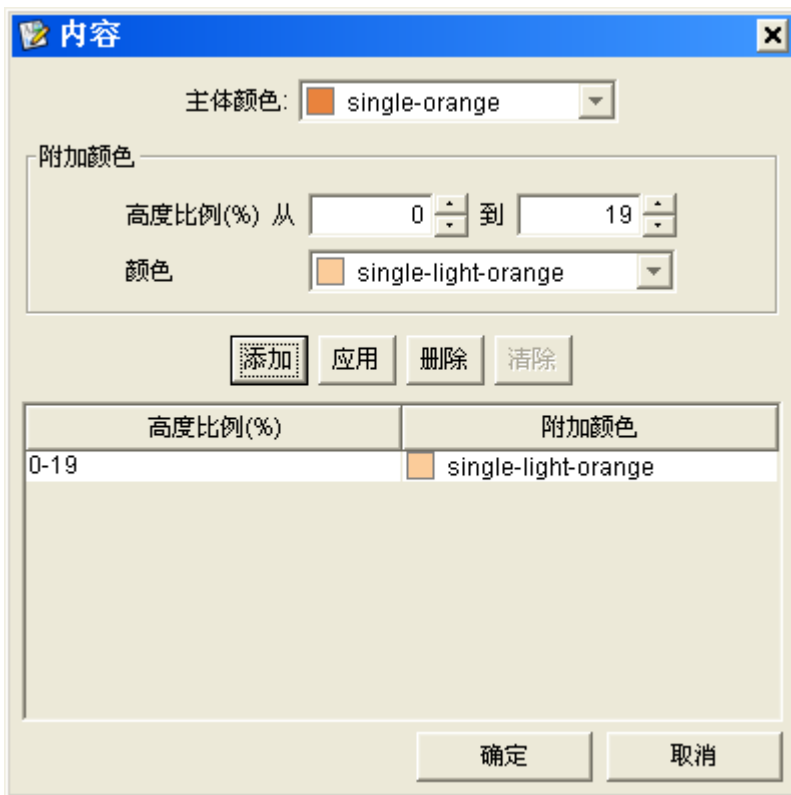 内容
主体颜色: single-orange
附加颜色
高度比例(%) 从 0 到 19
颜色 single-light-orange
添加 应用 删除 清除
高度比例(%) 附加颜色
0-19 single-light-orange
确定 取消